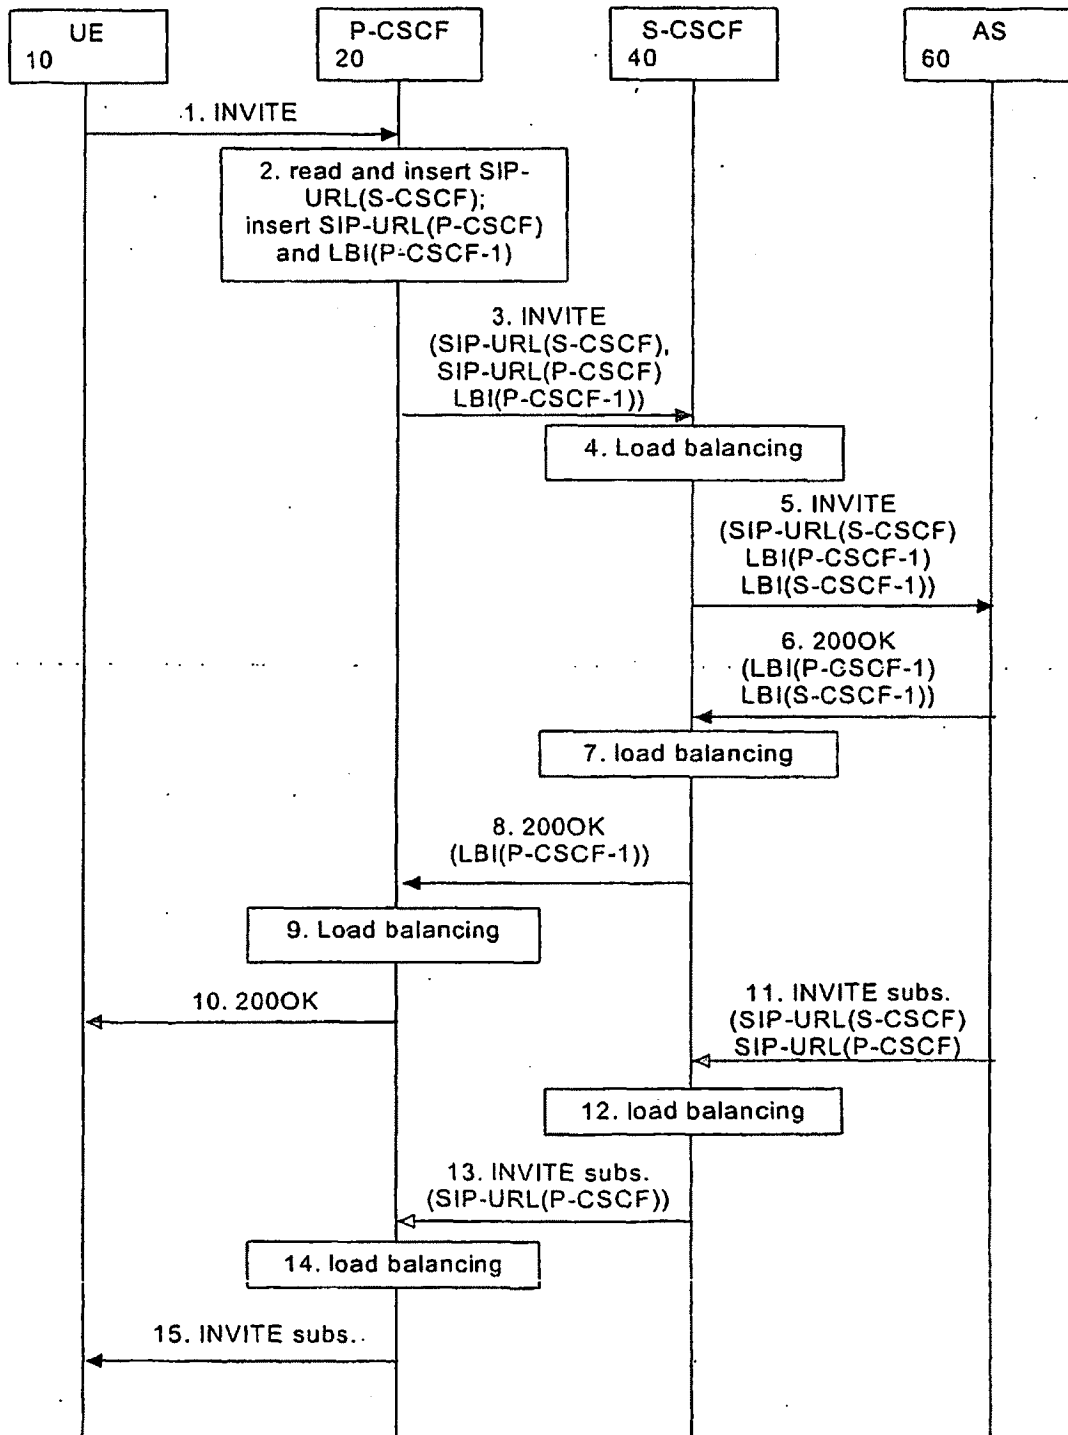 UE
10
P-CSCF
20
S-CSCF
40
AS
60
1. INVITE
2. read and insert SIP-
URL(S-CSCF);
insert SIP-URL(P-CSCF)
and LBI(P-CSCF-1)
3. INVITE
(SIP-URL(S-CSCF),
SIP-URL(P-CSCF)
LBI(P-CSCF-1))
4. Load balancing
5. INVITE
(SIP-URL(S-CSCF)
LBI(P-CSCF-1)
LBI(S-CSCF-1))
6. 200OK
(LBI(P-CSCF-1)
LBI(S-CSCF-1))
7. load balancing
8. 200OK
(LBI(P-CSCF-1))
9. Load balancing
10. 200OK
11. INVITE subs.
(SIP-URL(S-CSCF)
SIP-URL(P-CSCF)
12. load balancing
13. INVITE subs.
(SIP-URL(P-CSCF))
14. load balancing
15. INVITE subs.